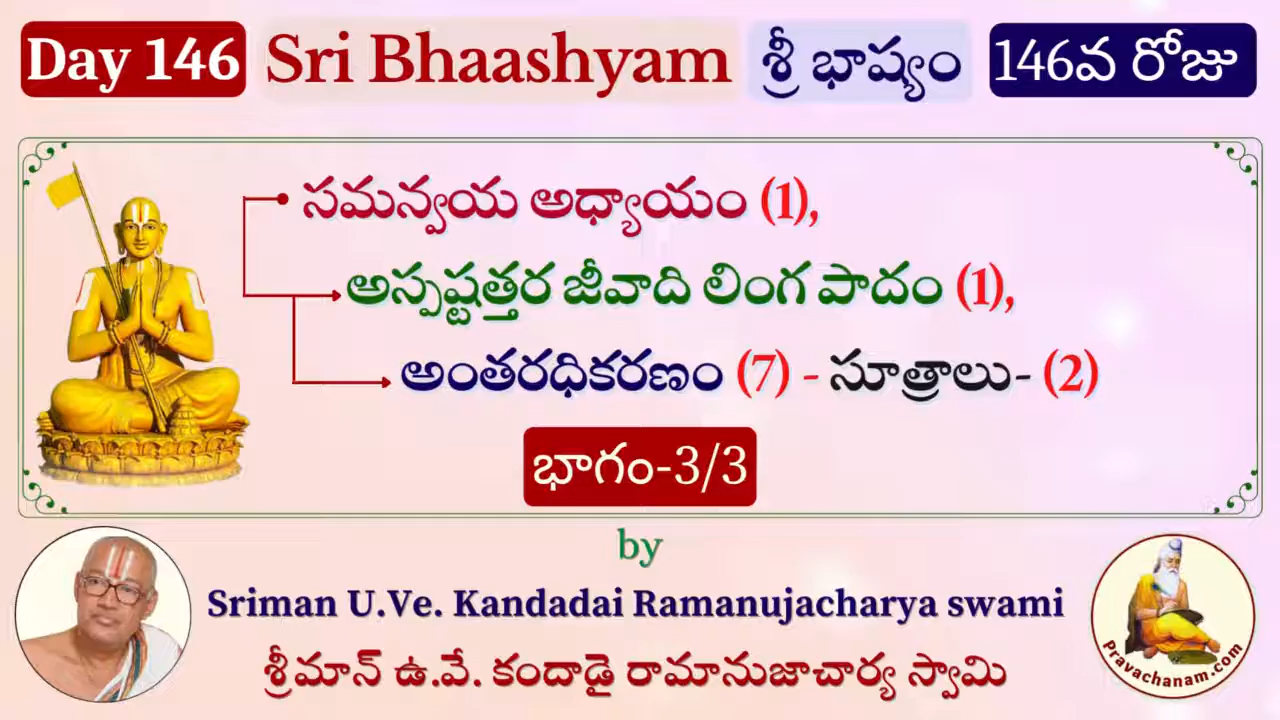 Day 146 Sri Bhaashyam శ్రీ భాష్యం 146వ రోజు
సమన్వయ అధ్యాయం (1),
అస్పష్టత్తర జీవాది లింగ పాదం (1),
అంతరధికరణం (7) - సూత్రాలు- (2)
భాగం-3/3
by
Sriman U.Ve. Kandadai Ramanujacharya swami
శ్రీమాన్ ఉ.వే. కందాడై రామానుజాచార్య స్వామి
Pravachanam.com